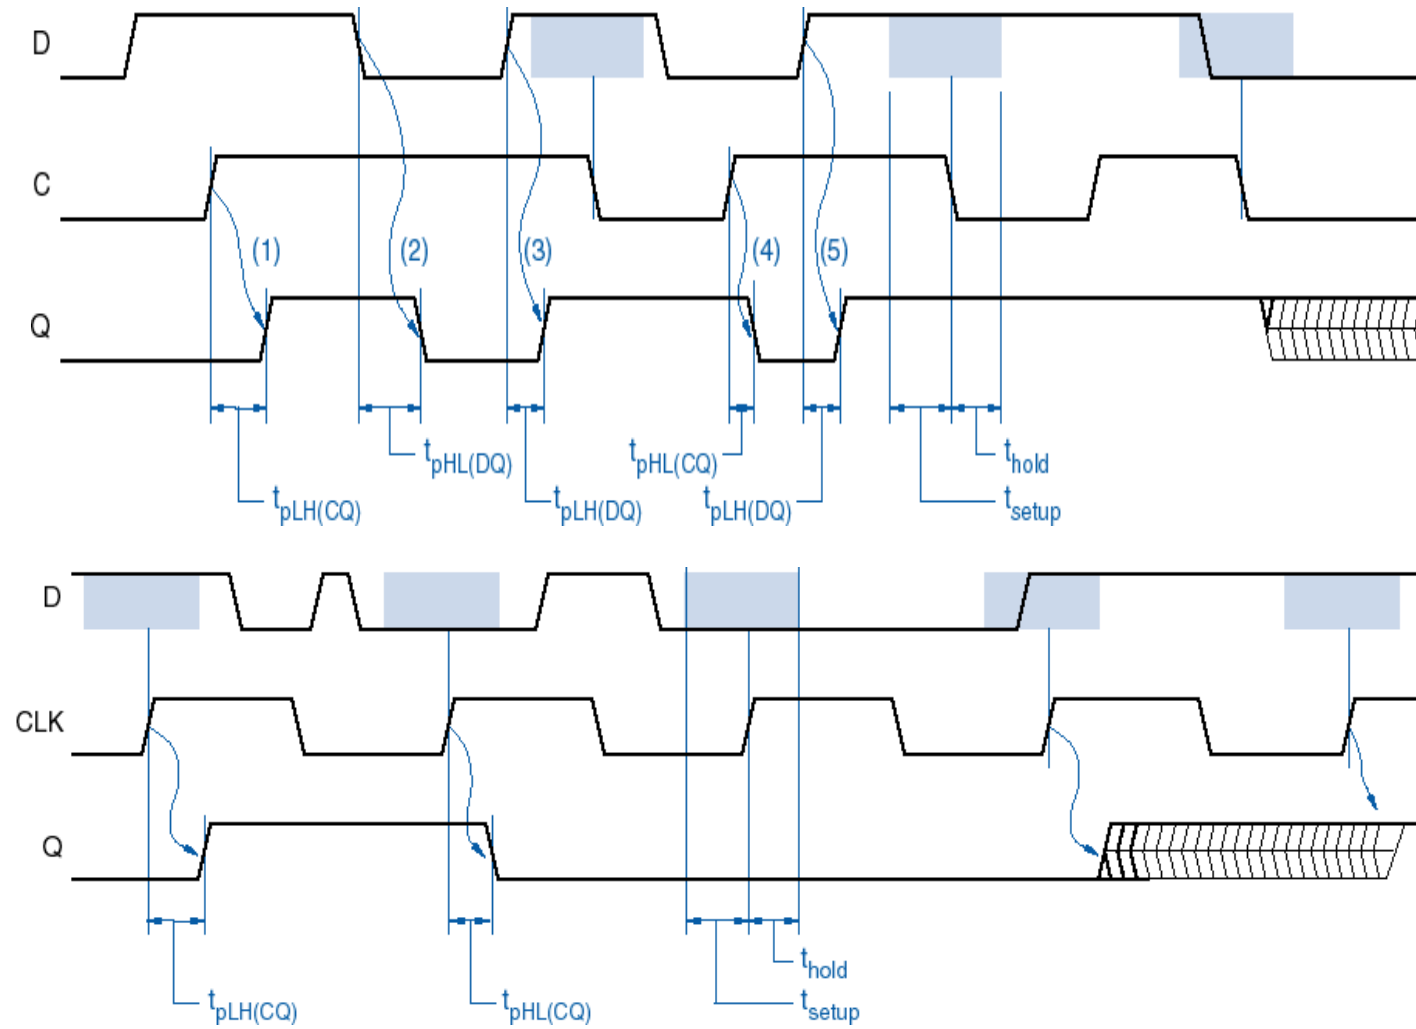 D
C
(1) (2) (3) (4) (5)
Q
tpHL(DQ) tpHL(CQ) thold
tpLH(CQ) tpLH(DQ) tpLH(DQ) tsetup
D
CLK
Q
thold
tpLH(CQ) tpHL(CQ) tsetup